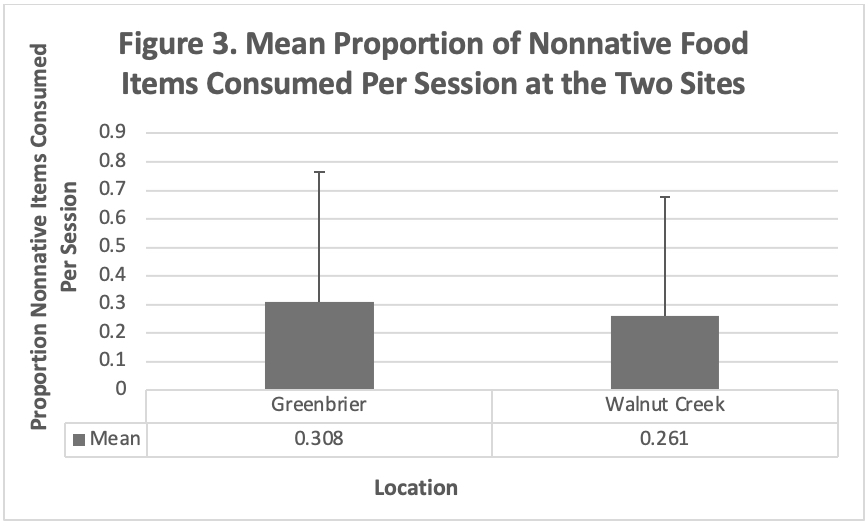 Figure 3. Mean Proportion of Nonnative Food
Items Consumed Per Session at the Two Sites
Proportion Nonnative Items Consumed
Per Session
0.9
0.8
0.7
0.6
0.5
0.4
0.3
0.2
0.1
0
Greenbrier Walnut Creek
Mean 0.308 0.261
Location